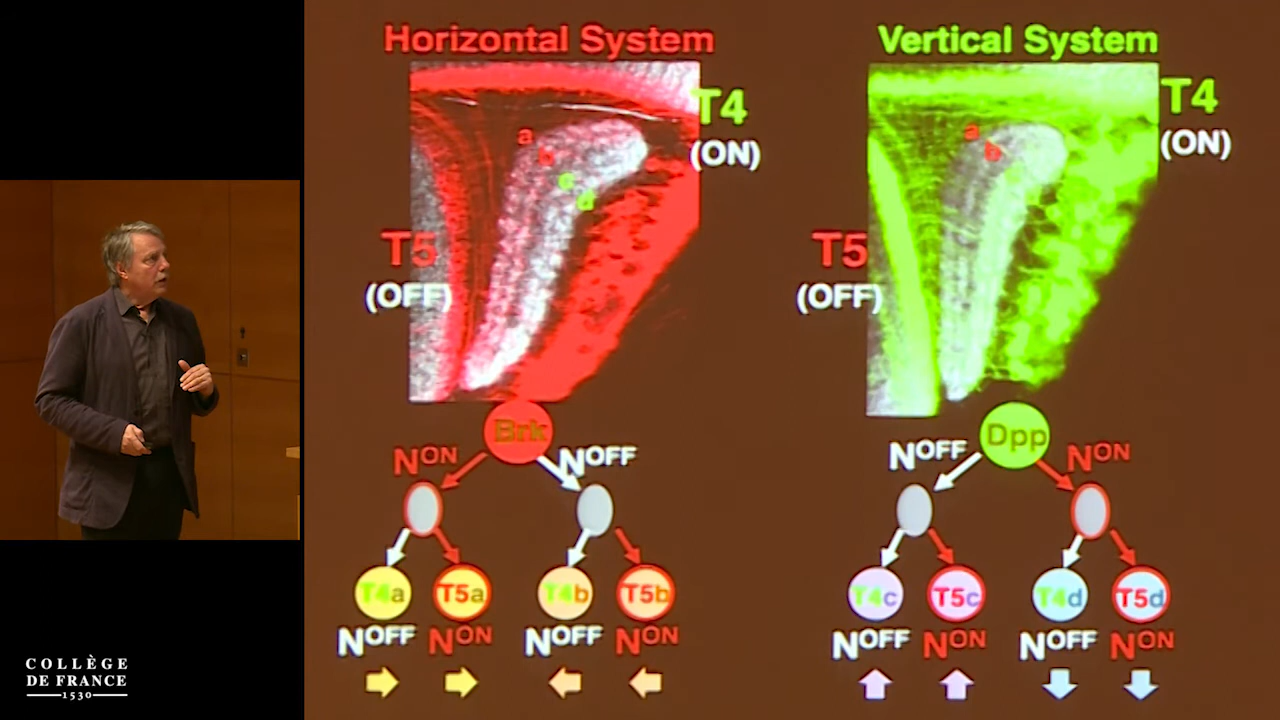 Horizontal System
T4
(ON)
a
b
c
d
T5
(OFF)
Brk
NON
NOFF
T4a
T5a
T4b
T5b
NOFF
NON
NOFF
NON
Vertical System
T4
(ON)
a
b
T5
(OFF)
Dpp
NOFF
NON
T4c
T5c
T4d
T5d
NOFF
NON
NOFF
NON
COLLÈGE
DE FRANCE
1530